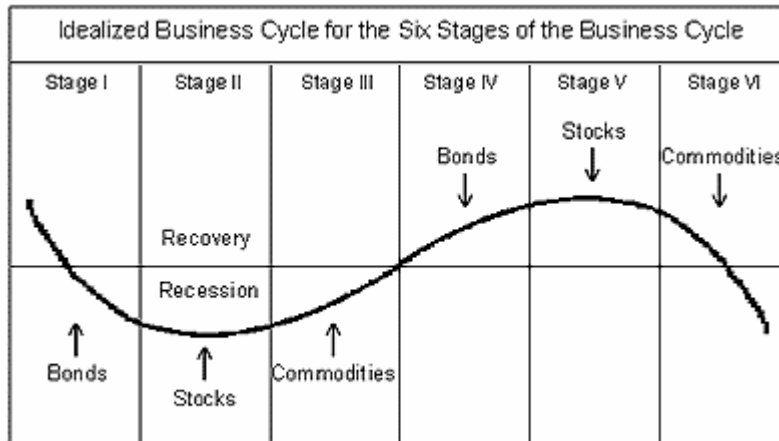 Idealized Business Cycle for the Six Stages of the Business Cycle
Stage I Stage II Stage III Stage IV Stage V Stage VI
Stocks
Bonds Commodities
Recovery
Recession
Bonds Commodities
Stocks